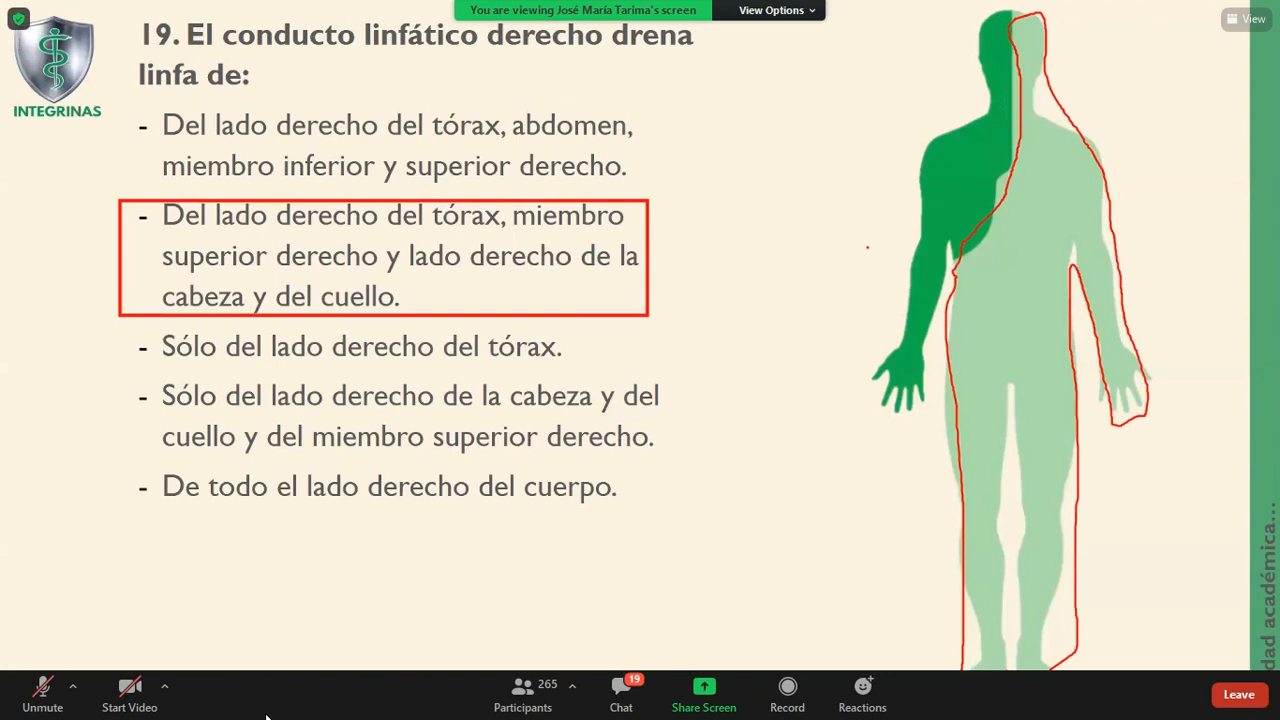 You are viewing José María Tarima's screen
View Options
View
INTEGRINAS
19. El conducto linfático derecho drena
linfa de:
- Del lado derecho del tórax, abdomen,
miembro inferior y superior derecho.
- Del lado derecho del tórax, miembro
superior derecho y lado derecho de la
cabeza y del cuello.
- Sólo del lado derecho del tórax.
- Sólo del lado derecho de la cabeza y del
cuello y del miembro superior derecho.
- De todo el lado derecho del cuerpo.
dad académica...
Unmute
Start Video
265
Participants
19
Chat
Share Screen
Record
Reactions
Leave